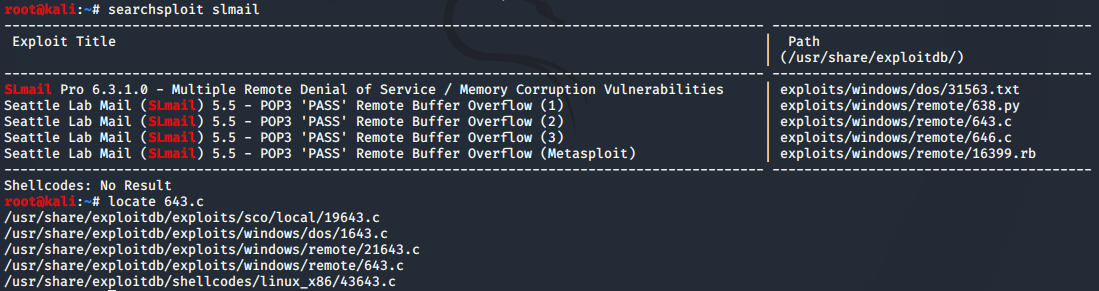 root@kali:~# searchsploit slmail
------------------------------------------------------------------------------------------- ----------------------------------------
Exploit Title | Path
| (/usr/share/exploitdb/)
------------------------------------------------------------------------------------------- ----------------------------------------
SLmail Pro 6.3.1.0 - Multiple Remote Denial of Service / Memory Corruption Vulnerabilities | exploits/windows/dos/31563.txt
Seattle Lab Mail (SLmail) 5.5 - POP3 'PASS' Remote Buffer Overflow (1) | exploits/windows/remote/638.py
Seattle Lab Mail (SLmail) 5.5 - POP3 'PASS' Remote Buffer Overflow (2) | exploits/windows/remote/643.c
Seattle Lab Mail (SLmail) 5.5 - POP3 'PASS' Remote Buffer Overflow (3) | exploits/windows/remote/646.c
Seattle Lab Mail (SLmail) 5.5 - POP3 'PASS' Remote Buffer Overflow (Metasploit) | exploits/windows/remote/16399.rb
------------------------------------------------------------------------------------------- ----------------------------------------
Shellcodes: No Result
root@kali:~# locate 643.c
/usr/share/exploitdb/exploits/sco/local/19643.c
/usr/share/exploitdb/exploits/windows/dos/1643.c
/usr/share/exploitdb/exploits/windows/remote/21643.c
/usr/share/exploitdb/exploits/windows/remote/643.c
/usr/share/exploitdb/shellcodes/linux_x86/43643.c